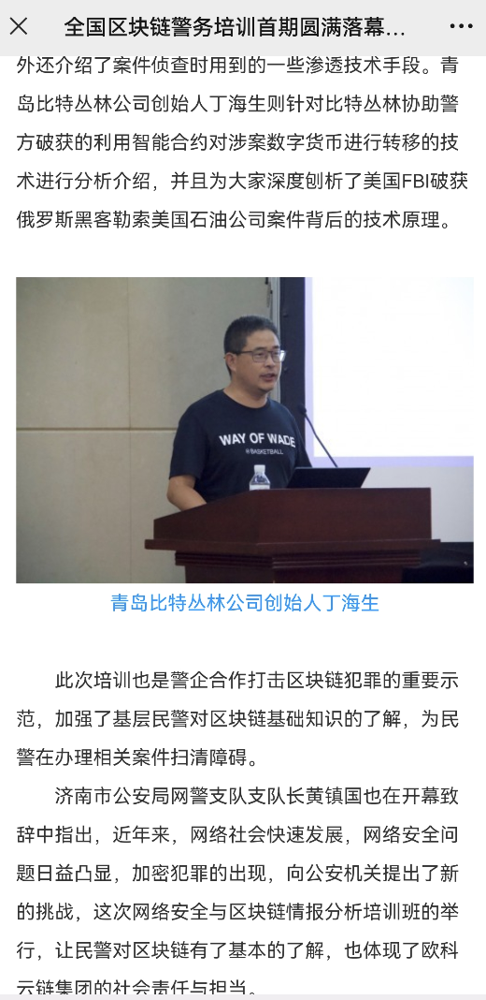 全国区块链警务培训首期圆满落幕...
外还介绍了案件侦查时用到的一些渗透技术手段。青
岛比特丛林公司创始人丁海生则针对比特丛林协助警
方破获的利用智能合约对涉案数字货币进行转移的技
术进行分析介绍，并且为大家深度刨析了美国FBI破获
俄罗斯黑客勒索美国石油公司案件背后的技术原理。
WAY OF WADE
@BASKETBALL
青岛比特丛林公司创始人丁海生
此次培训也是警企合作打击区块链犯罪的重要示
范，加强了基层民警对区块链基础知识的了解，为民
警在办理相关案件扫清障碍。
济南市公安局网警支队支队长黄镇国也在开幕致
辞中指出，近年来，网络社会快速发展，网络安全问
题日益凸显，加密犯罪的出现，向公安机关提出了新
的挑战，这次网络安全与区块链情报分析培训班的举
行，让民警对区块链有了基本的了解，也体现了欧科
云链集团的社会责任与担当。